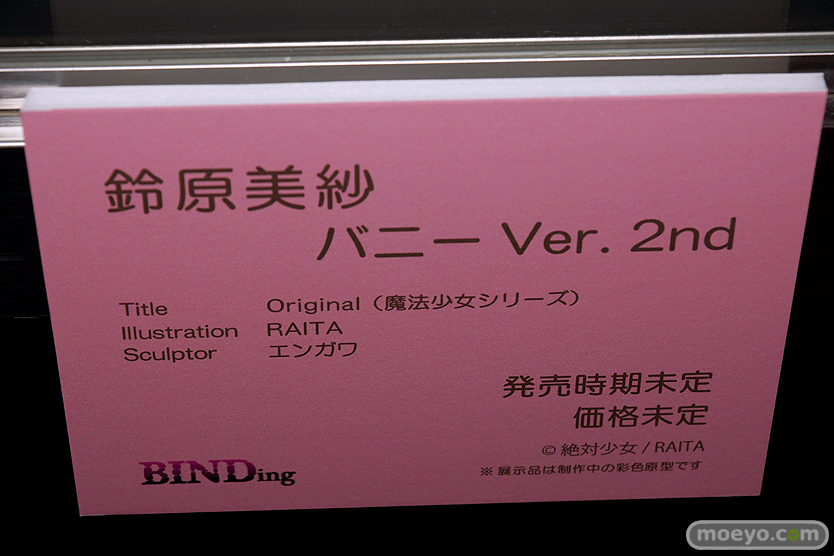 鈴原美紗
バニー Ver. 2nd
Title Original（魔法少女シリーズ）
Illustration RAITA
Sculptor エンガワ
発売時期未定
価格未定
© 絶対少女 / RAITA
※ 展示品は制作中の彩色原型です
BINDing
moeyo.com